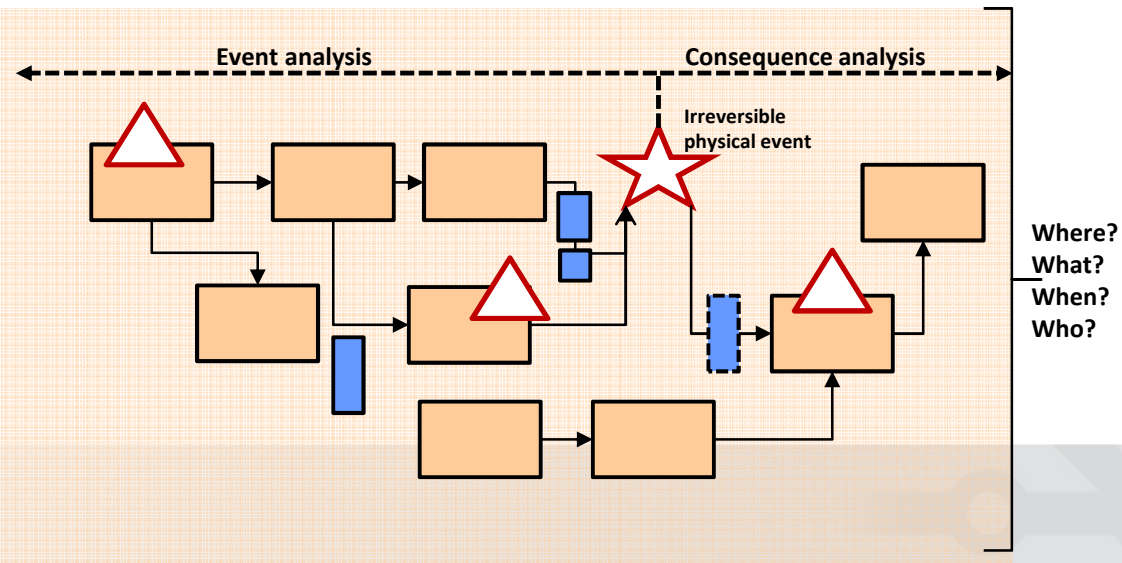 Event analysis
Consequence analysis
Irreversible
physical event
Where?
What?
When?
Who?